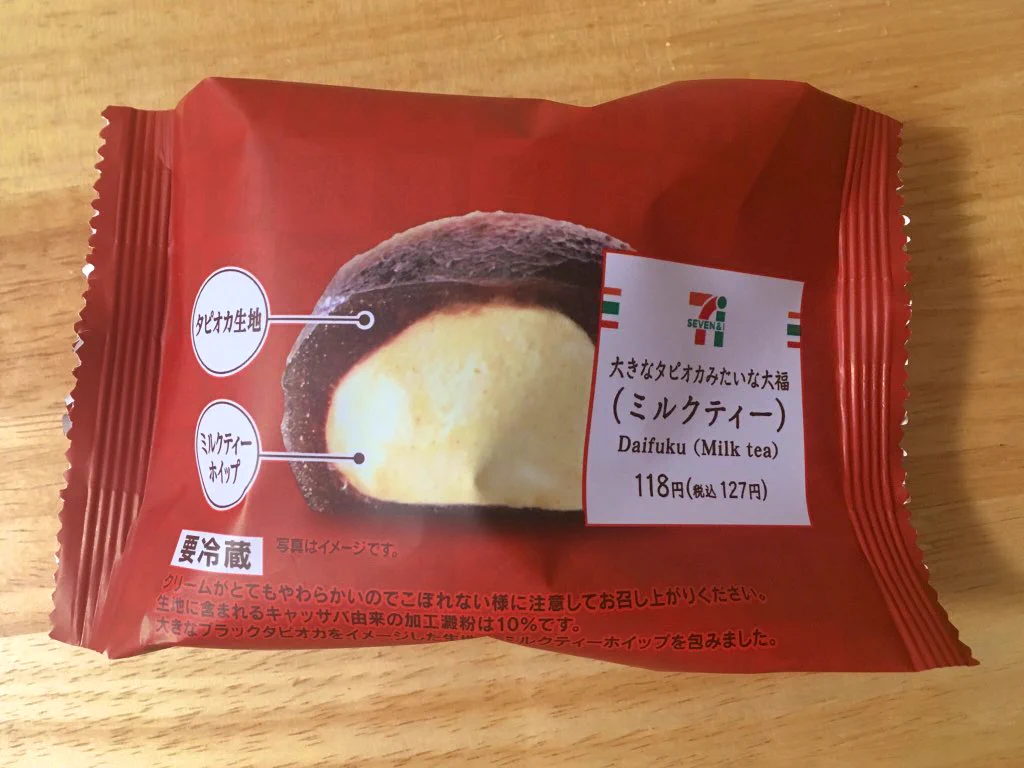 タピオカ生地
ミルクティー
ホイップ
SEVEN&i
大きなタピオカみたいな大福
(ミルクティー)
Daifuku (Milk tea)
118円(税込127円)
要冷蔵
写真はイメージです。
クリームがとてもやわらかいのでこぼれない様に注意してお召し上がりください。
生地に含まれるキャッサバ由来の加工澱粉は10%です。
大きなブラックタピオカをイメージした生地 ミルクティーホイップを包みました。